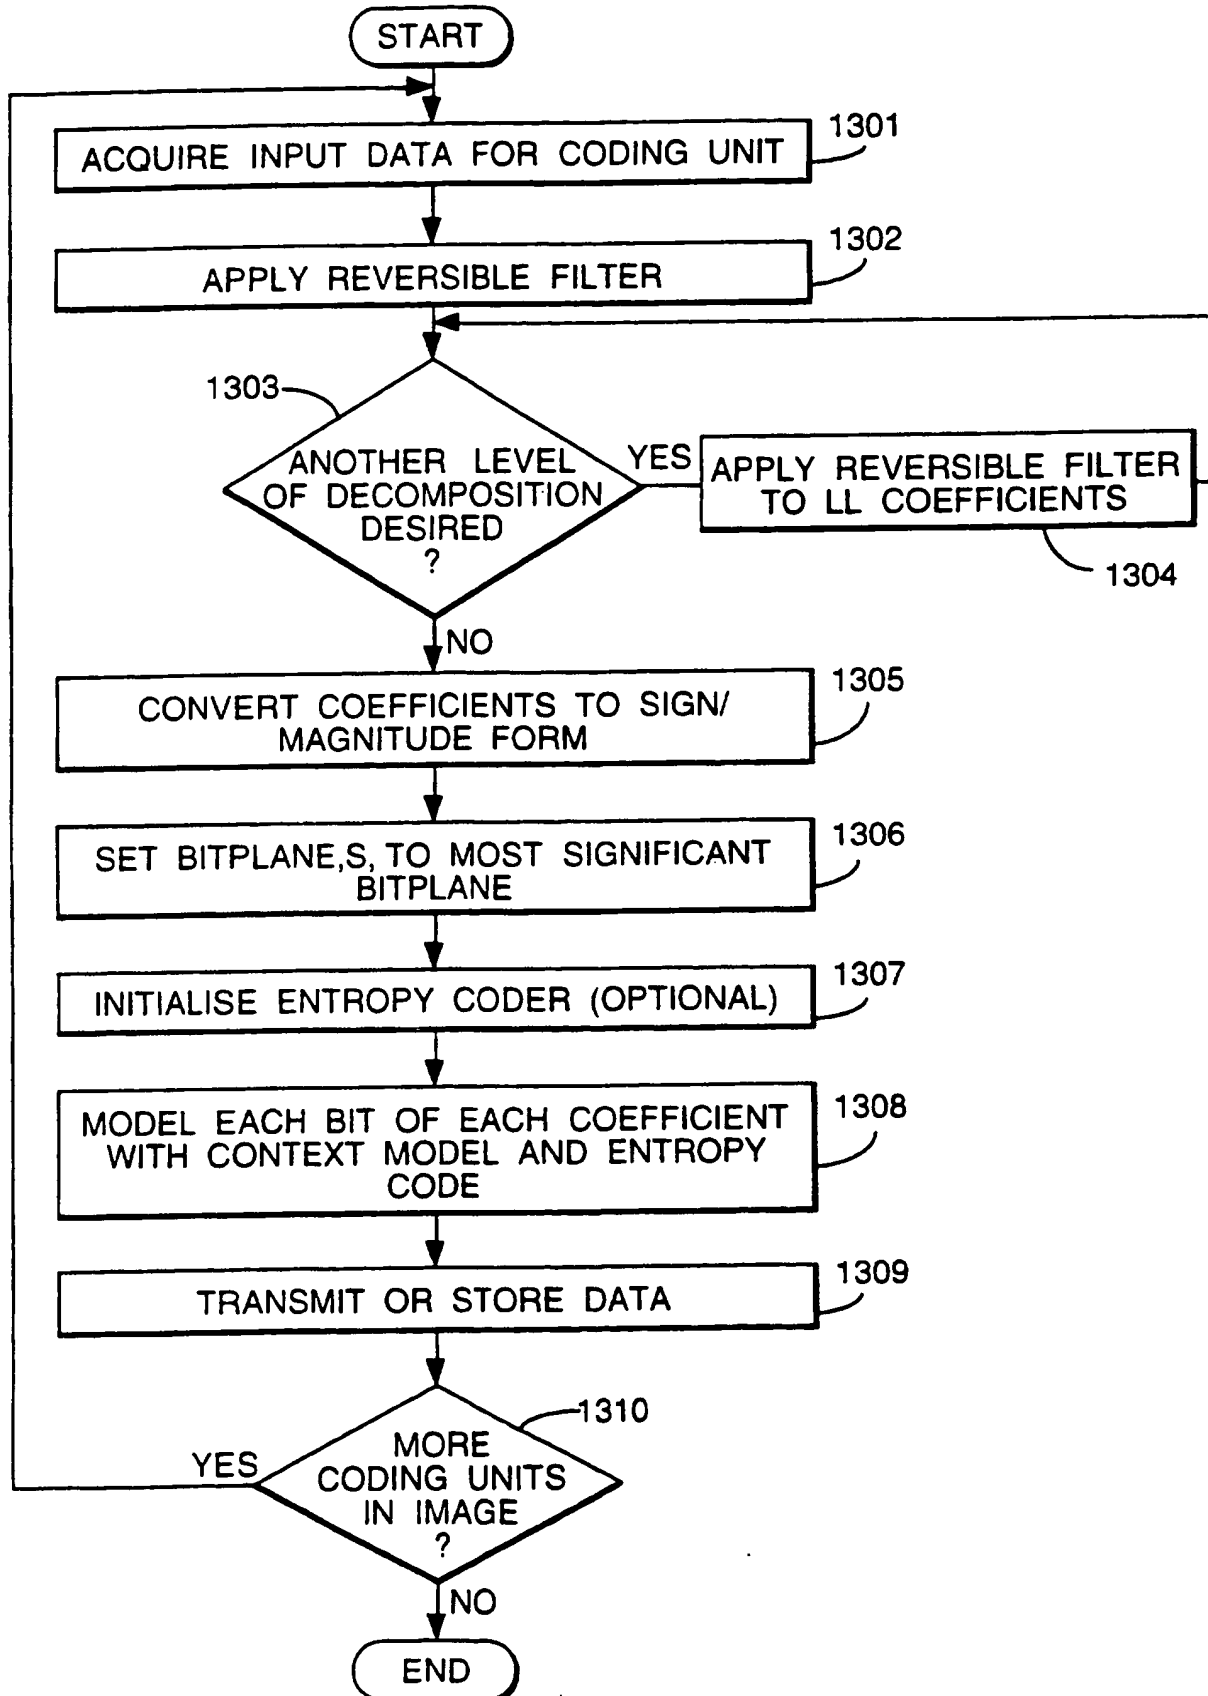 START
1301
ACQUIRE INPUT DATA FOR CODING UNIT
1302
APPLY REVERSIBLE FILTER
1303
ANOTHER LEVEL
OF DECOMPOSITION
DESIRED
?
YES
APPLY REVERSIBLE FILTER
TO LL COEFFICIENTS
1304
NO
1305
CONVERT COEFFICIENTS TO SIGN/
MAGNITUDE FORM
1306
SET BITPLANE,S, TO MOST SIGNIFICANT
BITPLANE
1307
INITIALISE ENTROPY CODER (OPTIONAL)
1308
MODEL EACH BIT OF EACH COEFFICIENT
WITH CONTEXT MODEL AND ENTROPY
CODE
1309
TRANSMIT OR STORE DATA
1310
YES
MORE
CODING UNITS
IN IMAGE
?
NO
END